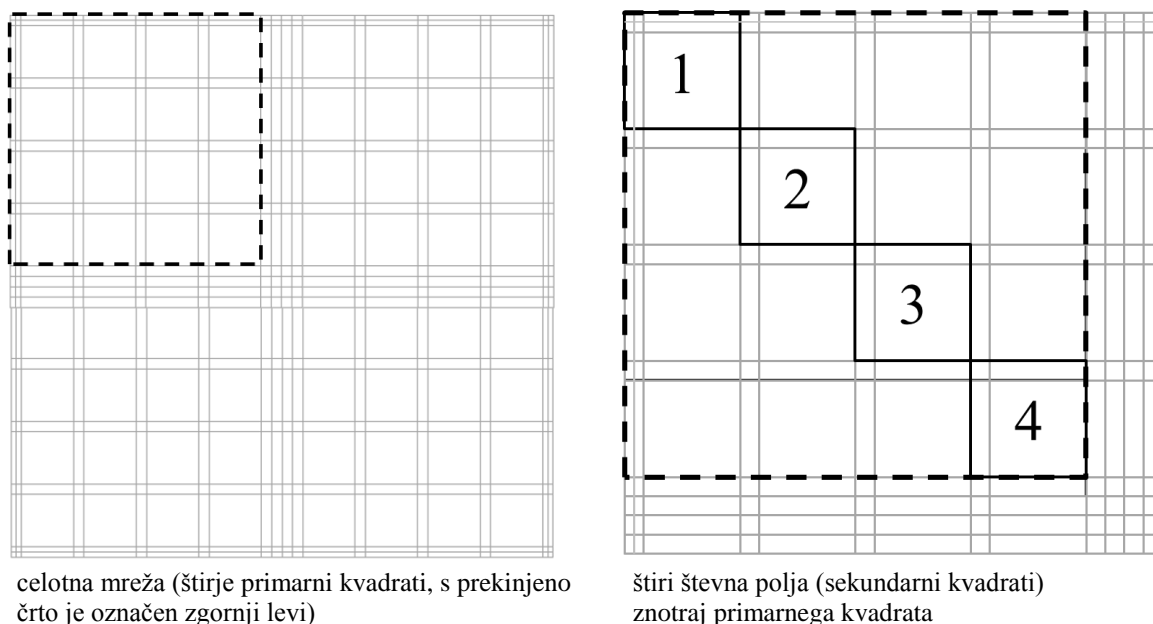 1
2
3
4
celotna mreža (štirje primarni kvadrati, s prekinjeno
črto je označen zgornji levi)
štiri števna polja (sekundarni kvadrati)
znotraj primarnega kvadrata